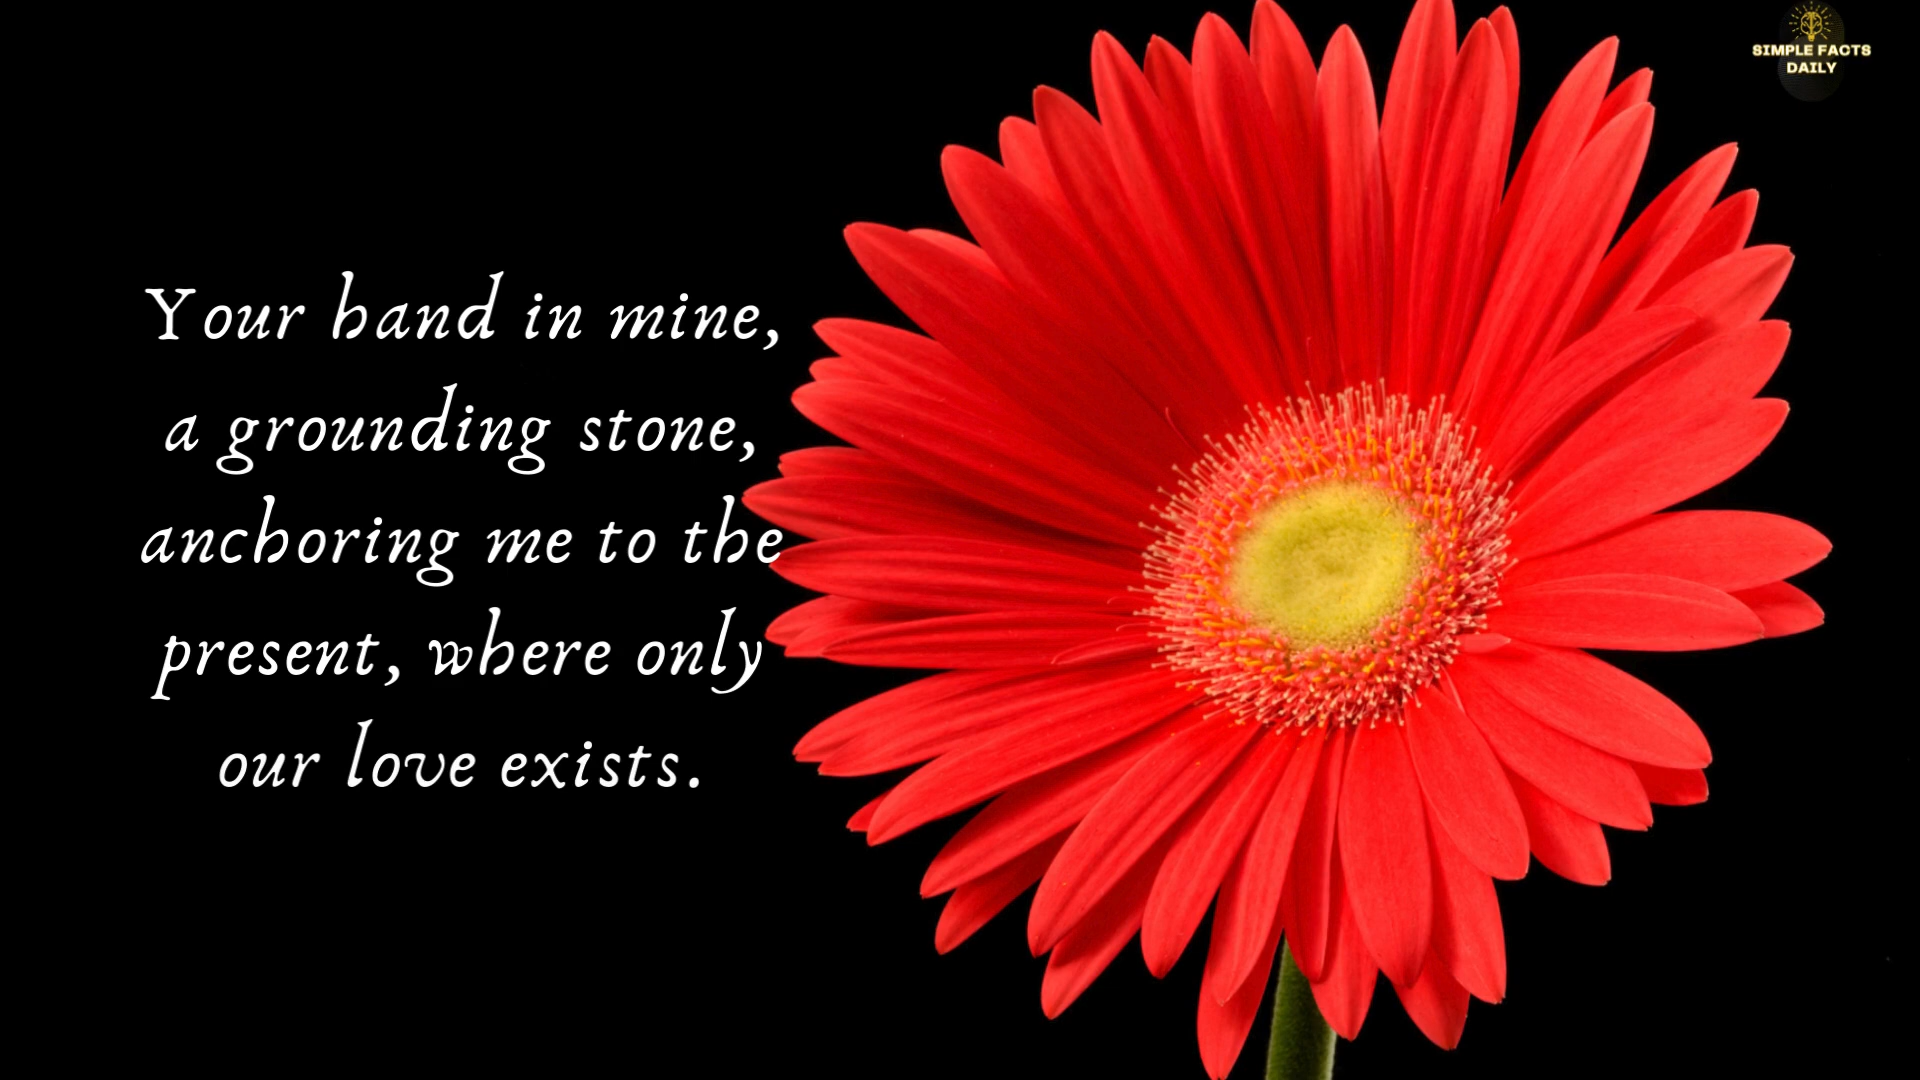 Your hand in mine,
a grounding stone,
anchoring me to the
present, where only
our love exists.
SIMPLE FACTS
DAILY